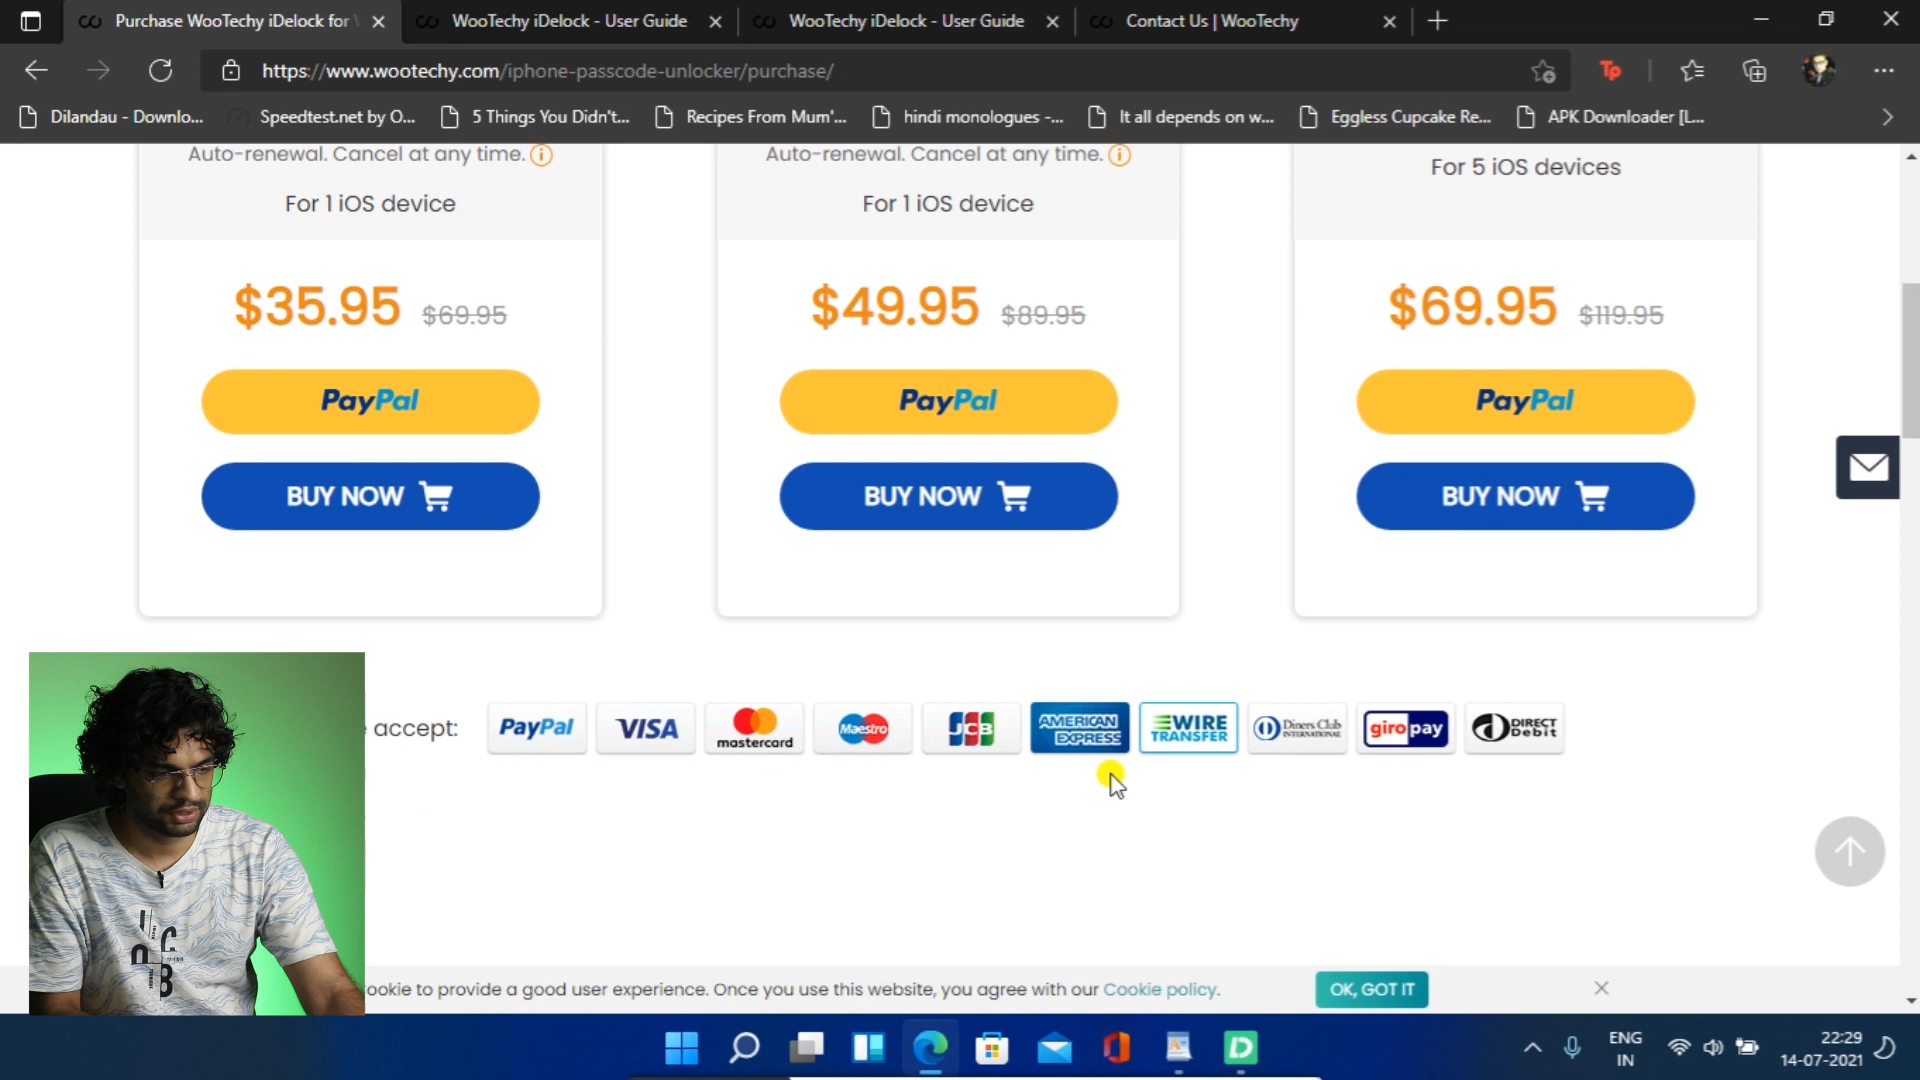 Purchase WooTechy iDelock for
WooTechy iDelock - User Guide
WooTechy iDelock - User Guide
Contact Us | WooTechy
https://www.wootechy.com/iphone-passcode-unlocker/purchase/
Tp
Dilandau - Downlo...
Speedtest.net by O...
5 Things You Didn't...
Recipes From Mum'...
hindi monologues -...
It all depends on w...
Eggless Cupcake Re...
APK Downloader [L...
Auto-renewal. Cancel at any time.
For 1 iOS device
$35.95 $69.95
PayPal
BUY NOW
Auto-renewal. Cancel at any time.
For 1 iOS device
$49.95 $89.95
PayPal
BUY NOW
For 5 iOS devices
$69.95 $119.95
PayPal
BUY NOW
accept:
PayPal
VISA
mastercard
Maestro
JCB
AMERICAN
EXPRESS
WIRE
TRANSFER
Diners Club
INTERNATIONAL
giropay
DIRECT
Debit
ookie to provide a good user experience. Once you use this website, you agree with our Cookie policy.
OK, GOT IT
ENG
IN
22:29
14-07-2021